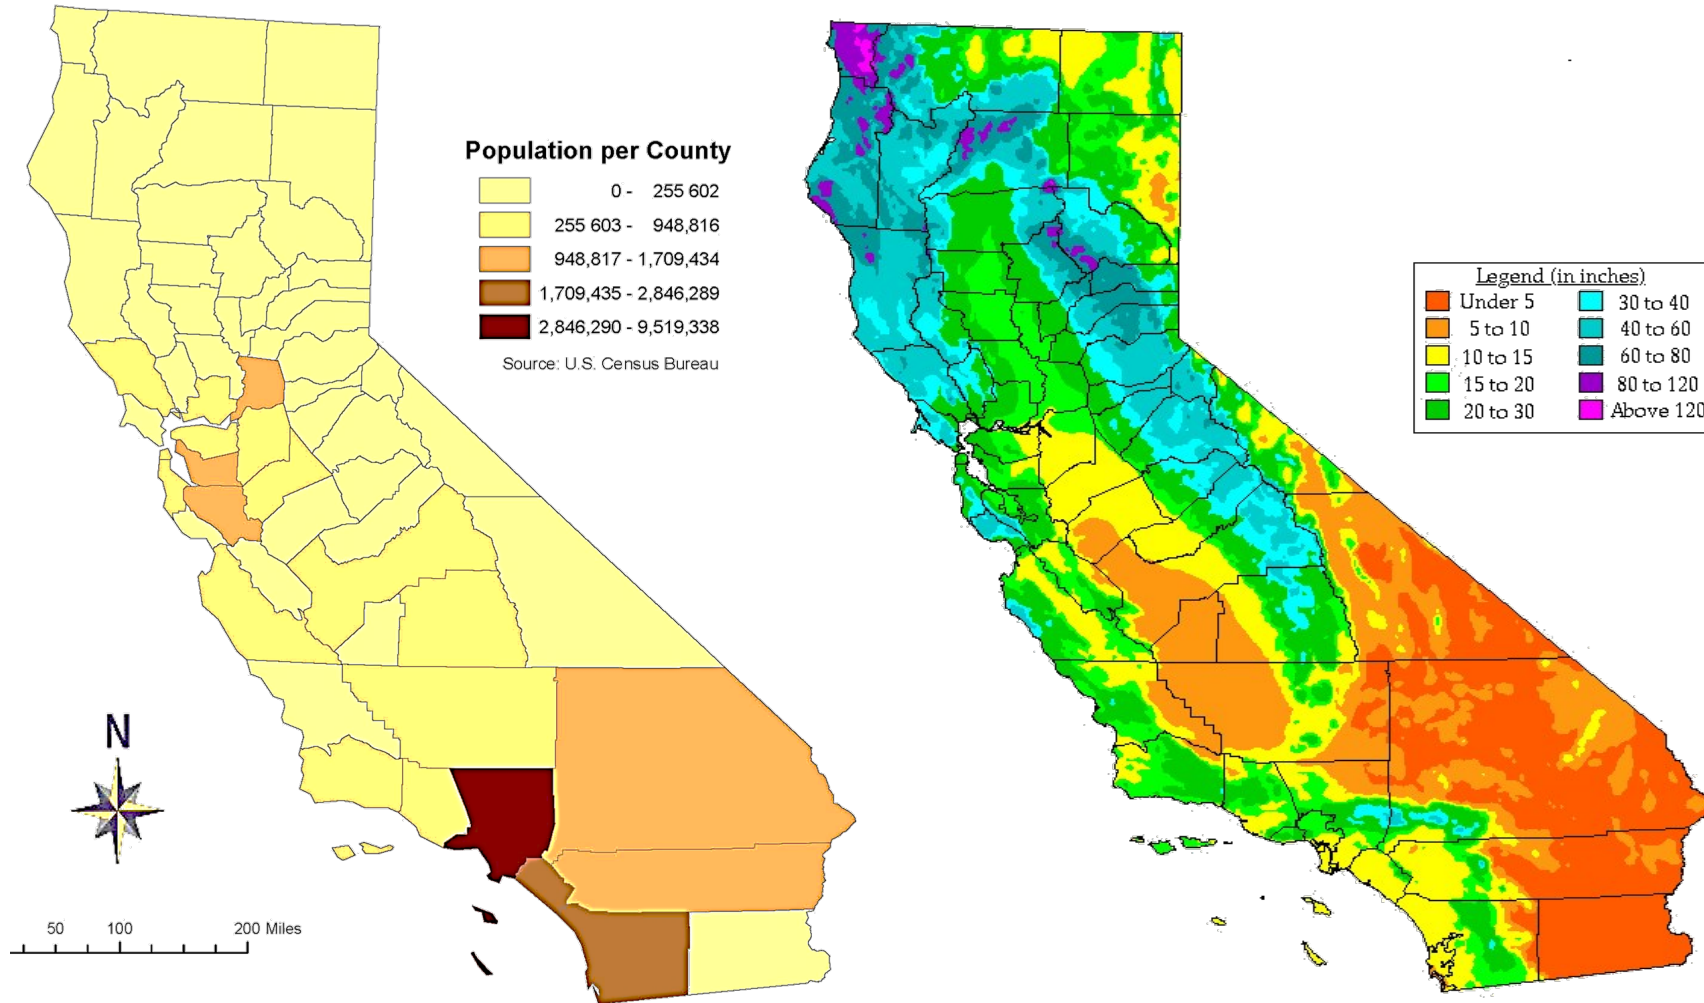 Population per County
0 - 255 602
255 603 - 948,816
948,817 - 1,709,434
1,709,435 - 2,846,289
2,846,290 - 9,519,338
Source: U.S. Census Bureau
N
50 100 200 Miles
Legend (in inches)
Under 5 30 to 40
5 to 10 40 to 60
10 to 15 60 to 80
15 to 20 80 to 120
20 to 30 Above 120